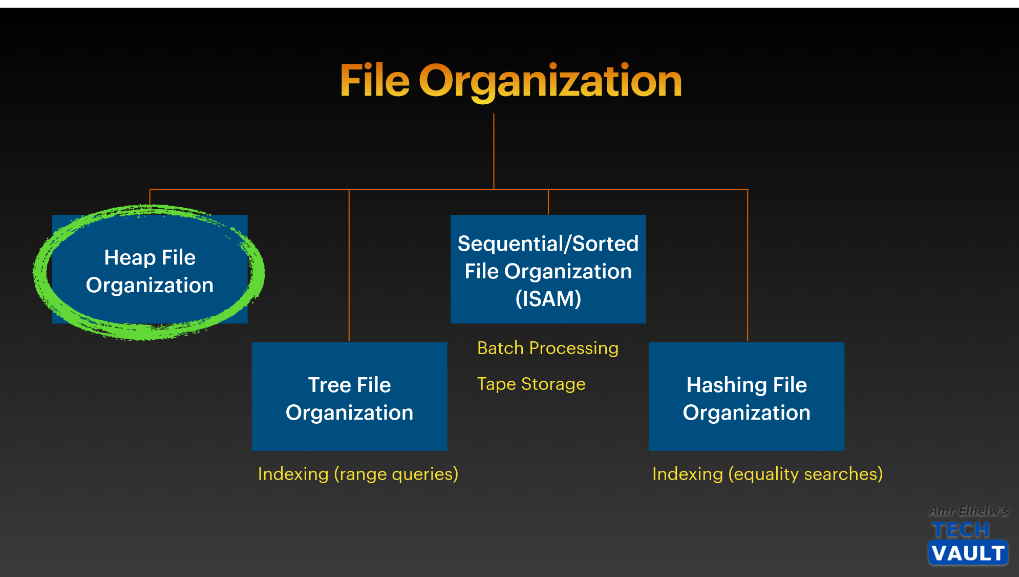 File Organization
Heap File
Organization
Sequential/Sorted
File Organization
(ISAM)
Batch Processing
Tape Storage
Tree File
Organization
Hashing File
Organization
Indexing (range queries)
Indexing (equality searches)
Amr Elhelw's
TECH
VAULT